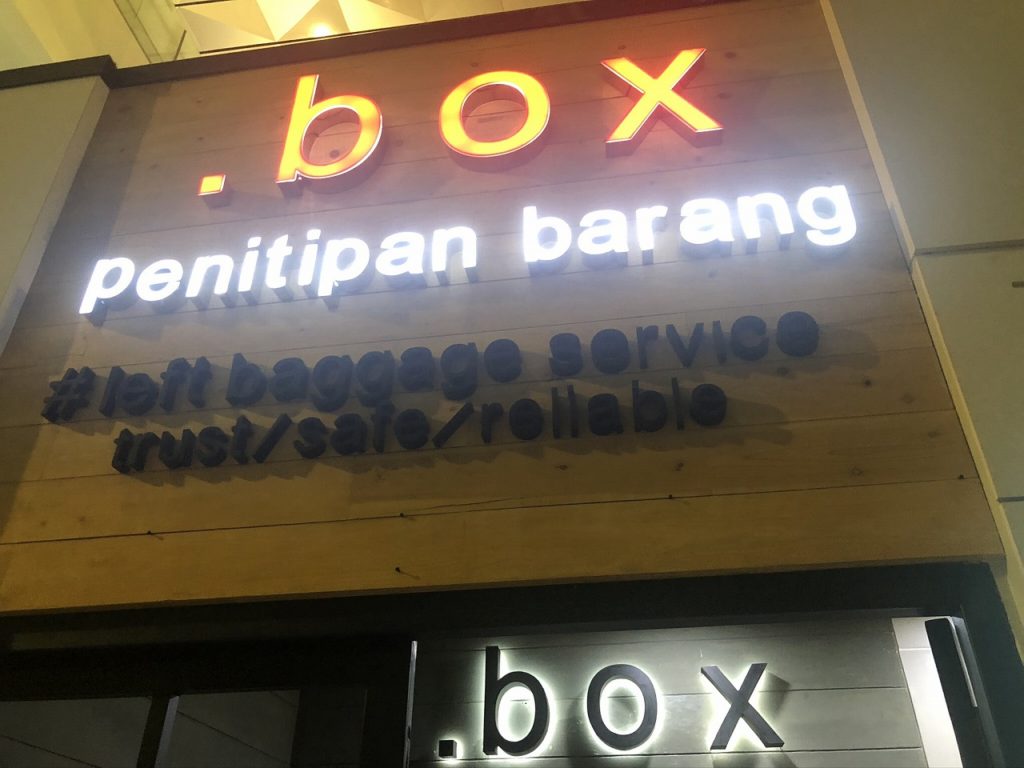 .box
penitipan barang
#left baggage service
trust/safe/reliable
.box